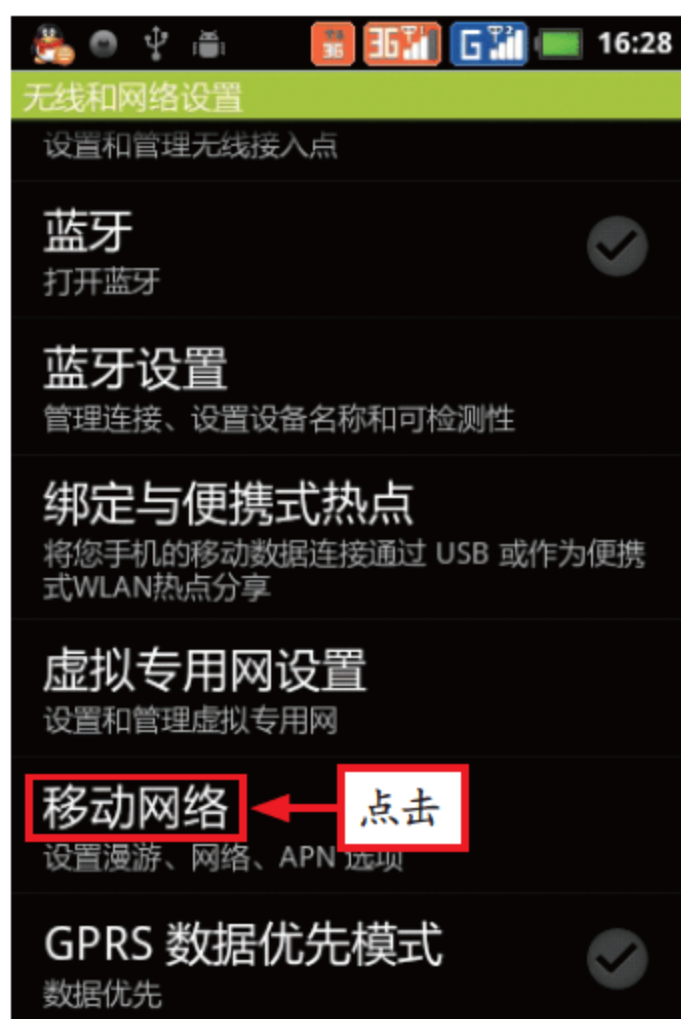 3G 3G 1 G 2 16:28
无线和网络设置
设置和管理无线接入点
蓝牙
打开蓝牙
蓝牙设置
管理连接、设置设备名称和可检测性
绑定与便携式热点
将您手机的移动数据连接通过 USB 或作为便携
式WLAN热点分享
虚拟专用网设置
设置和管理虚拟专用网
移动网络
点击
设置漫游、网络、APN 选项
GPRS 数据优先模式
数据优先